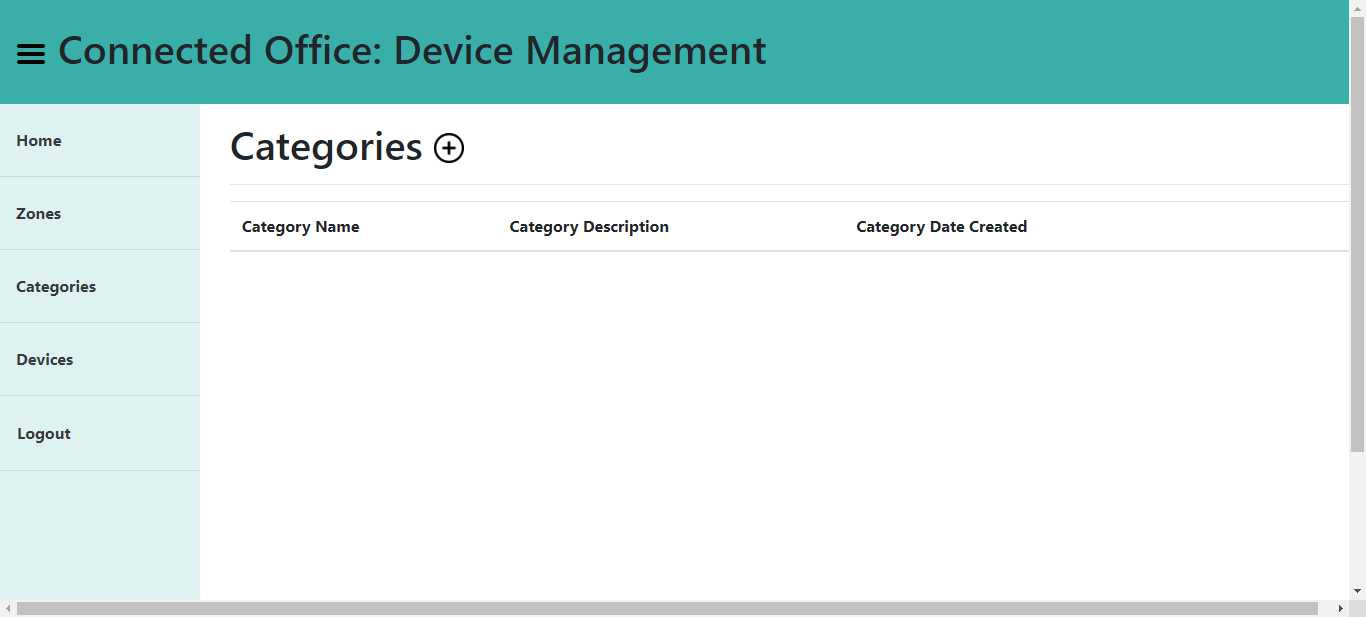 Connected Office: Device Management
Home
Zones
Categories
Devices
Logout
Categories
Category Name Category Description Category Date Created